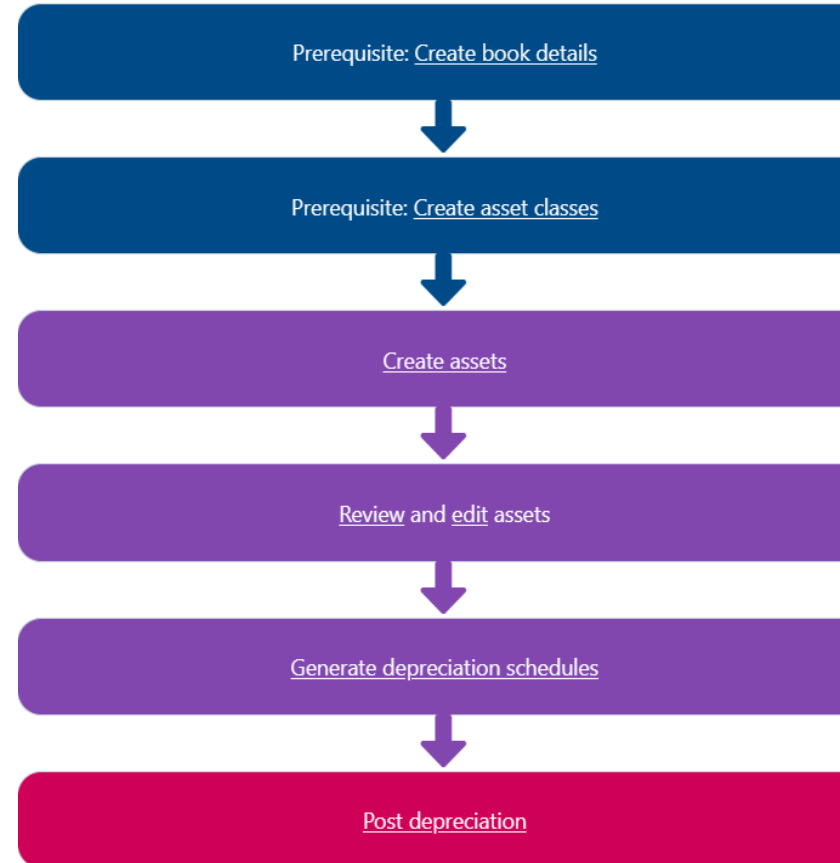 Prerequisite: Create book details
Prerequisite: Create asset classes
Create assets
Review and edit assets
Generate depreciation schedules
Post depreciation